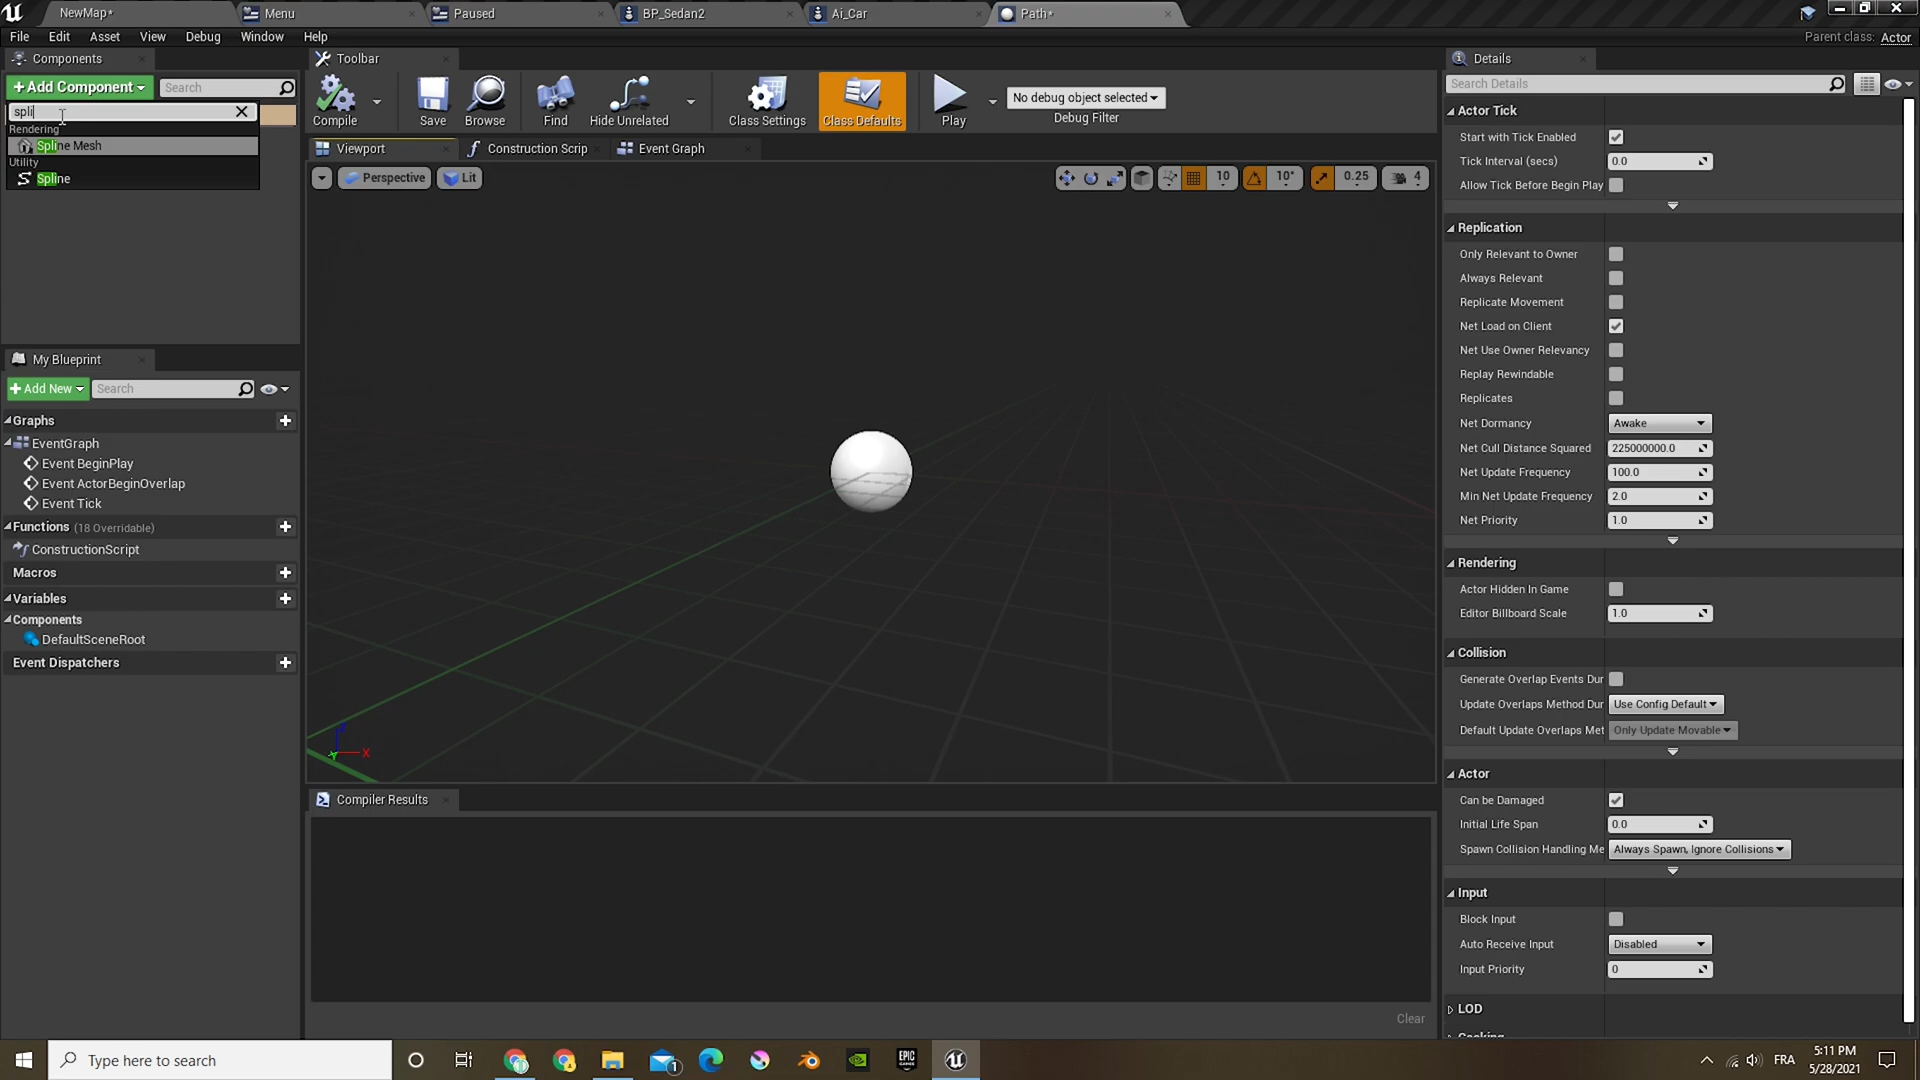 NewMap*
Menu
Paused
BP_Sedan2
Ai_Car
Path*
File Edit Asset View Debug Window Help
Parent class: Actor
Components
+Add Component
Search
spli
Rendering
Spline Mesh
Utility
Spline
My Blueprint
+Add New
Search
Graphs
EventGraph
Event BeginPlay
Event ActorBeginOverlap
Event Tick
Functions (18 Overridable)
ConstructionScript
Macros
Variables
Components
DefaultSceneRoot
Event Dispatchers
Toolbar
Compile
Save
Browse
Find
Hide Unrelated
Class Settings
Class Defaults
Play
No debug object selected
Debug Filter
Viewport
Construction Scrip
Event Graph
Perspective
Lit
10
10°
0.25
4
Z
X
Compiler Results
Clear
Details
Search Details
Actor Tick
Start with Tick Enabled
Tick Interval (secs) 0.0
Allow Tick Before Begin Play
Replication
Only Relevant to Owner
Always Relevant
Replicate Movement
Net Load on Client
Net Use Owner Relevancy
Replay Rewindable
Replicates
Net Dormancy Awake
Net Cull Distance Squared 225000000.0
Net Update Frequency 100.0
Min Net Update Frequency 2.0
Net Priority 1.0
Rendering
Actor Hidden In Game
Editor Billboard Scale 1.0
Collision
Generate Overlap Events Dur
Update Overlaps Method Dur Use Config Default
Default Update Overlaps Met Only Update Movable
Actor
Can be Damaged
Initial Life Span 0.0
Spawn Collision Handling Me Always Spawn, Ignore Collisions
Input
Block Input
Auto Receive Input Disabled
Input Priority 0
LOD
Cooking
Type here to search
1
EPIC GAMES
FRA
5:11 PM
5/28/2021